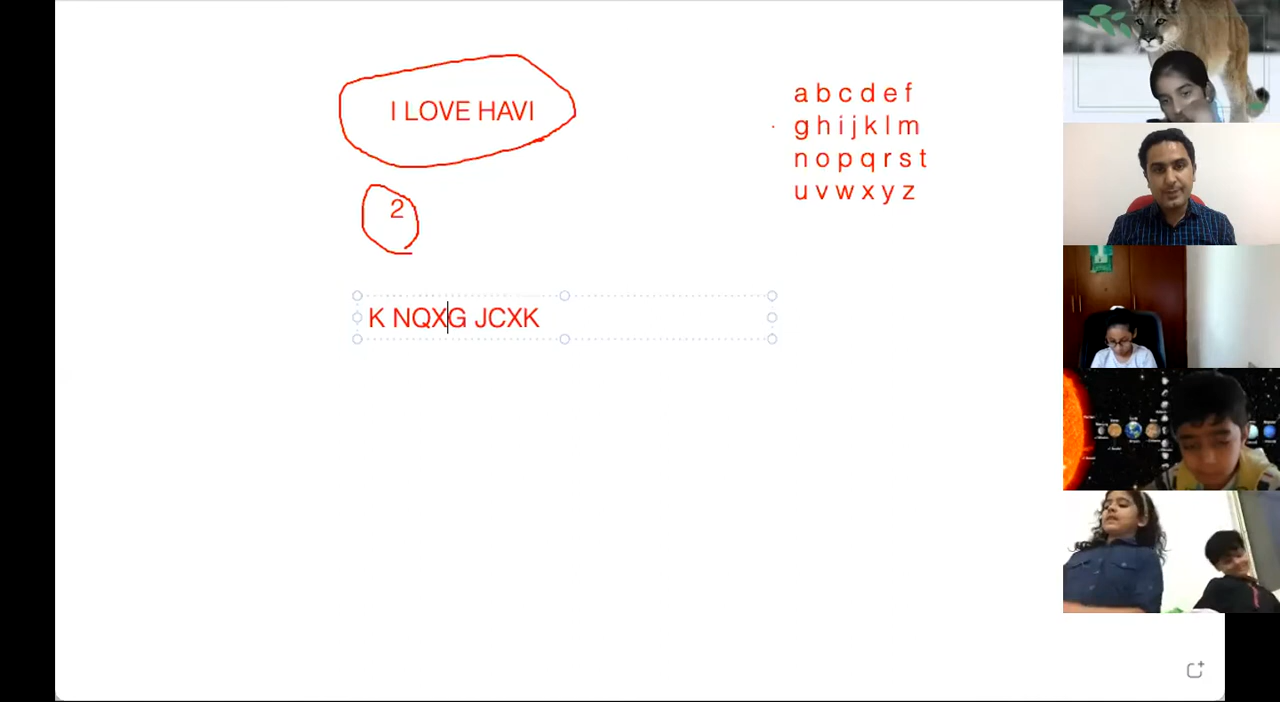 I LOVE HAVI
2
K NQXG JCXK
a b c d e f
g h i j k l m
n o p q r s t
u v w x y z